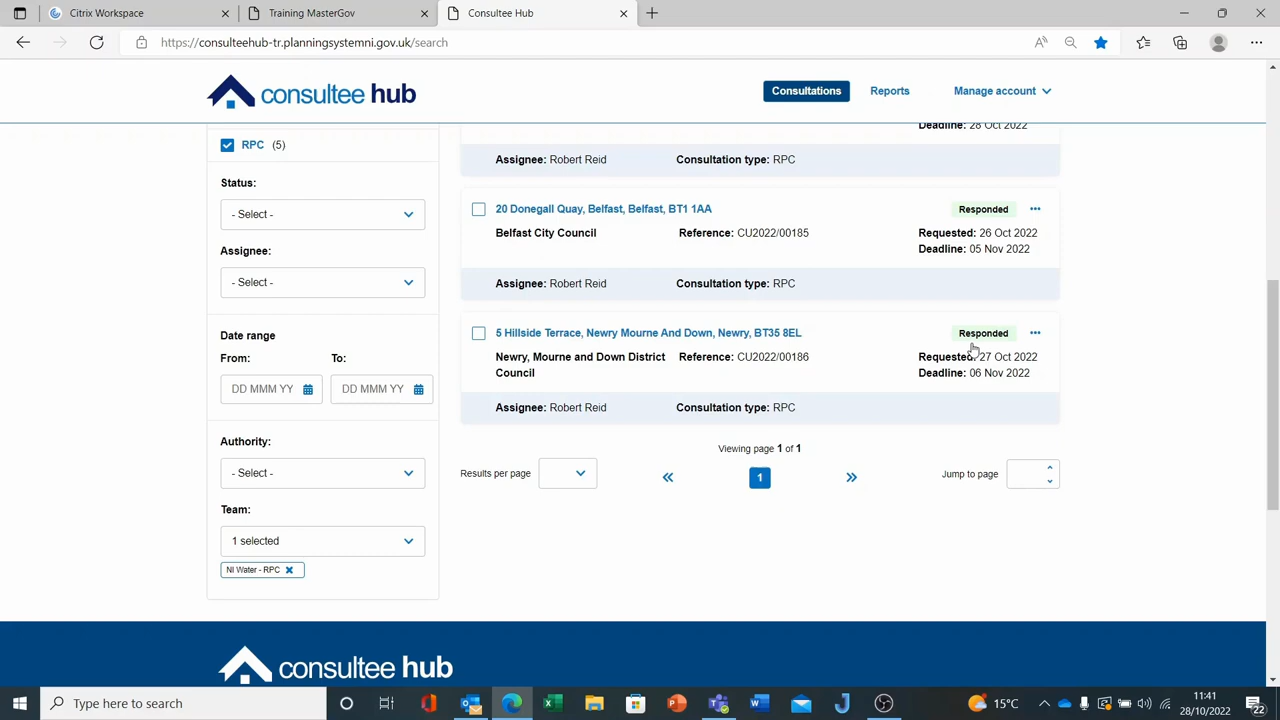 Citrix Workspace
Training MasterGov
Consultee Hub
https://consulteehub-tr.planningsystemni.gov.uk/search
consultee hub
Consultations
Reports
Manage account
RPC (5)
Status:
- Select -
Assignee:
- Select -
Date range
From:
To:
DD MMM YY
DD MMM YY
Authority:
- Select -
Team:
1 selected
NI Water - RPC
Deadline: 28 Oct 2022
Assignee: Robert Reid
Consultation type: RPC
20 Donegall Quay, Belfast, Belfast, BT1 1AA
Responded
Belfast City Council
Reference: CU2022/00185
Requested: 26 Oct 2022
Deadline: 05 Nov 2022
Assignee: Robert Reid
Consultation type: RPC
5 Hillside Terrace, Newry Mourne And Down, Newry, BT35 8EL
Responded
Newry, Mourne and Down District
Council
Reference: CU2022/00186
Requested: 27 Oct 2022
Deadline: 06 Nov 2022
Assignee: Robert Reid
Consultation type: RPC
Viewing page 1 of 1
Results per page
1
Jump to page
consultee hub
Type here to search
15°C
11:41
28/10/2022
22